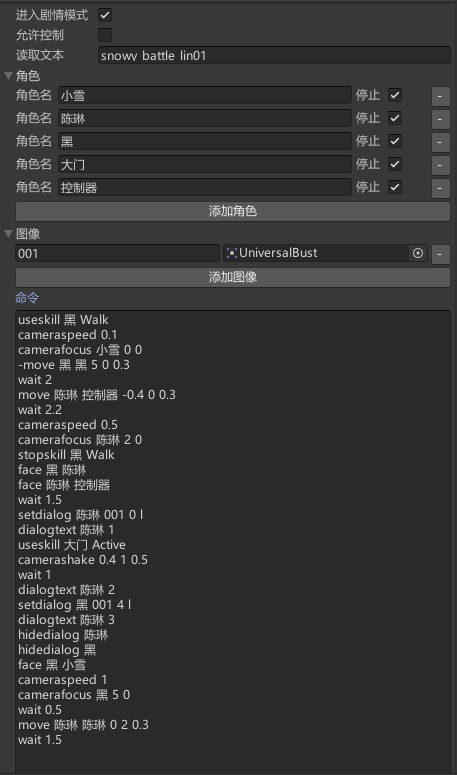 进入剧情模式
允许控制
读取文本 snowy_battle_lin01
角色
角色名 小雪 停止 -
角色名 陈琳 停止 -
角色名 黑 停止 -
角色名 大门 停止 -
角色名 控制器 停止 -
添加角色
图像
001 UniversalBust -
添加图像
命令
useskill 黑 Walk
cameraspeed 0.1
camerafocus 小雪 0 0
-move 黑 黑 5 0 0.3
wait 2
move 陈琳 控制器 -0.4 0 0.3
wait 2.2
cameraspeed 0.5
camerafocus 陈琳 2 0
stopskill 黑 Walk
face 黑 陈琳
face 陈琳 控制器
wait 1.5
setdialog 陈琳 001 0 l
dialogtext 陈琳 1
useskill 大门 Active
camerashake 0.4 1 0.5
wait 1
dialogtext 陈琳 2
setdialog 黑 001 4 l
dialogtext 陈琳 3
hidedialog 陈琳
hidedialog 黑
face 黑 小雪
cameraspeed 1
camerafocus 黑 5 0
wait 0.5
move 陈琳 陈琳 0 2 0.3
wait 1.5